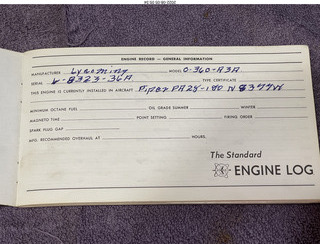 ENGINE RECORD — GENERAL INFORMATION
MANUFACTURER Lycoming MODEL O-360-A3A
SERIAL L-8323-36A TYPE CERTIFICATE
THIS ENGINE IS CURRENTLY INSTALLED IN AIRCRAFT Piper PA28-180 N8377W
MINIMUM OCTANE FUEL OIL GRADE SUMMER WINTER
MAGNETO TIME POINT SETTING FIRING ORDER
SPARK PLUG GAP
MFG. RECOMMENDED OVERHAUL AT HOURS.
The Standard
ENGINE LOG